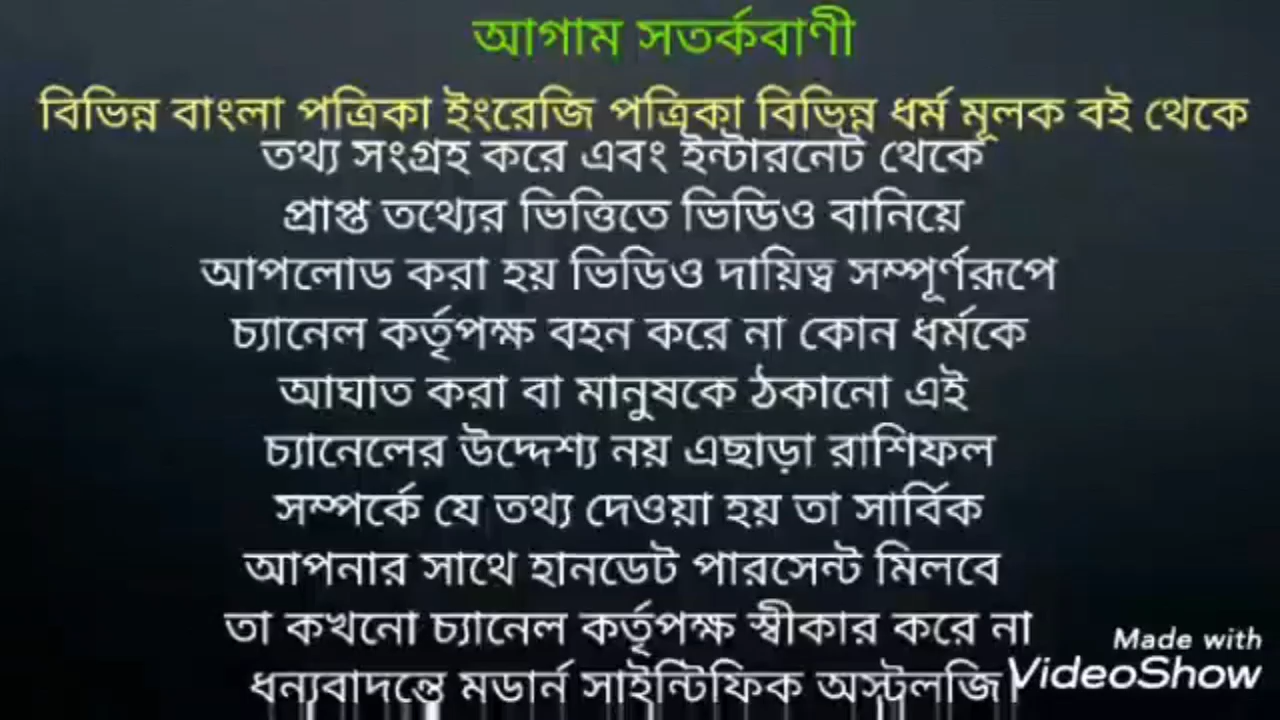 আগাম সতর্কবাণী
বিভিন্ন বাংলা পত্রিকা ইংরেজি পত্রিকা বিভিন্ন ধর্ম মূলক বই থেকে
তথ্য সংগ্রহ করে এবং ইন্টারনেট থেকে
প্রাপ্ত তথ্যের ভিত্তিতে ভিডিও বানিয়ে
আপলোড করা হয় ভিডিও দায়িত্ব সম্পূর্ণরূপে
চ্যানেল কর্তৃপক্ষ বহন করে না কোন ধর্মকে
আঘাত করা বা মানুষকে ঠকানো এই
চ্যানেলের উদ্দেশ্য নয় এছাড়া রাশিফল
সম্পর্কে যে তথ্য দেওয়া হয় তা সার্বিক
আপনার সাথে হানডেট পারসেন্ট মিলবে
তা কখনো চ্যানেল কর্তৃপক্ষ স্বীকার করে না
ধন্যবাদন্তে মডার্ন সাইন্টিফিক অস্ট্রলজি।
Made with
VideoShow